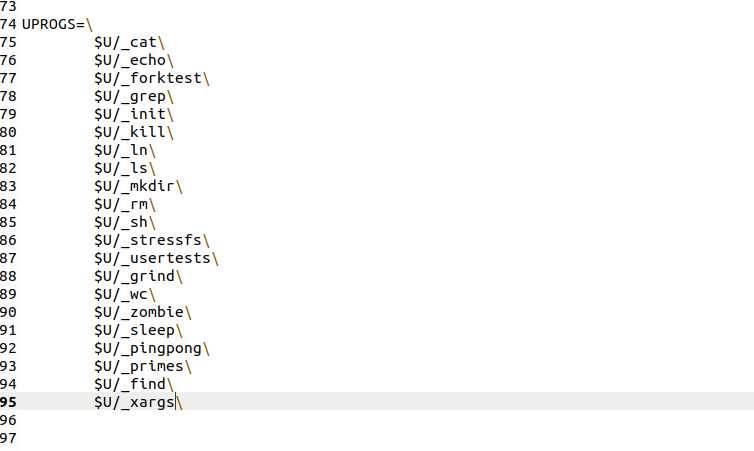 73
74 UPROGS=\
75 $U/_cat\
76 $U/_echo\
77 $U/_forktest\
78 $U/_grep\
79 $U/_init\
80 $U/_kill\
81 $U/_ln\
82 $U/_ls\
83 $U/_mkdir\
84 $U/_rm\
85 $U/_sh\
86 $U/_stressfs\
87 $U/_usertests\
88 $U/_grind\
89 $U/_wc\
90 $U/_zombie\
91 $U/_sleep\
92 $U/_pingpong\
93 $U/_primes\
94 $U/_find\
95 $U/_xargs\
96
97